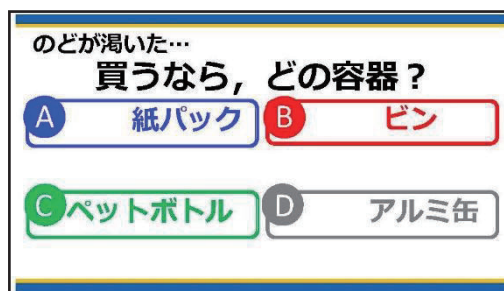 のどが渇いた…
買うなら，どの容器？
A 紙パック
B ビン
C ペットボトル
D アルミ缶